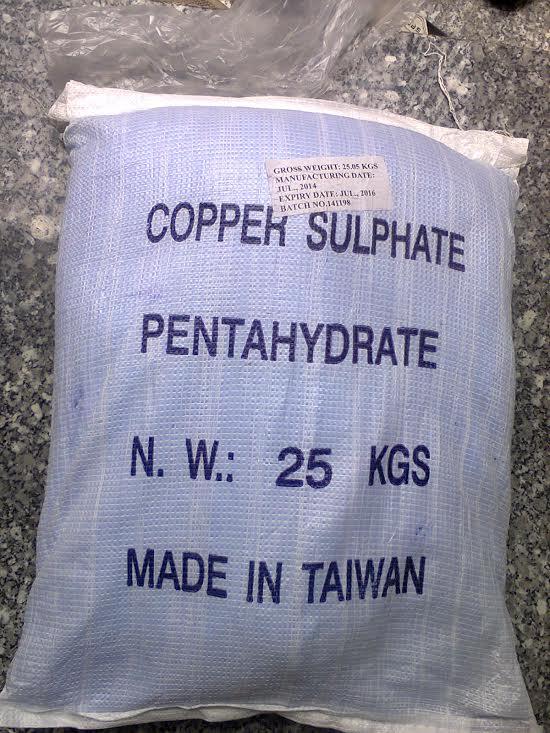 GROSS WEIGHT: 25.05 KGS
MANUFACTURING DATE:
JUL., 2014
EXPIRY DATE: JUL., 2016
BATCH NO.141198
COPPER SULPHATE
PENTAHYDRATE
N. W.: 25 KGS
MADE IN TAIWAN